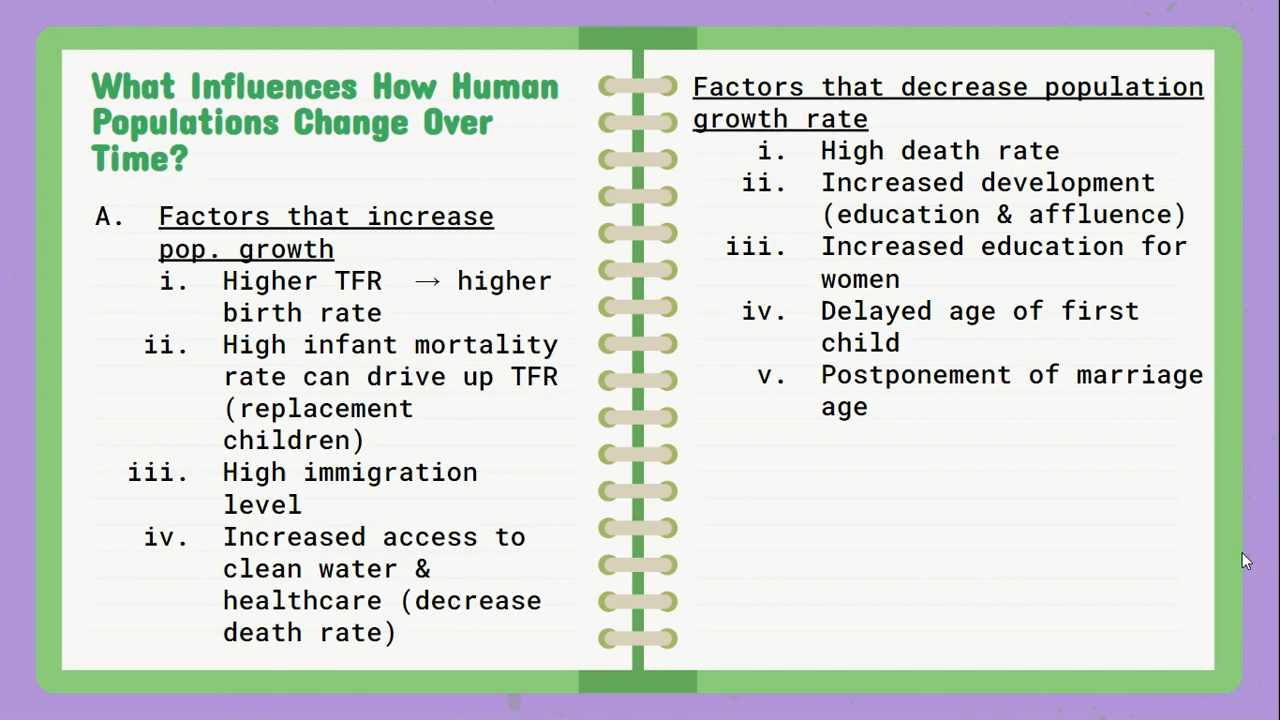 What Influences How Human
Populations Change Over
Time?
A. Factors that increase
pop. growth
i. Higher TFR → higher
birth rate
ii. High infant mortality
rate can drive up TFR
(replacement
children)
iii. High immigration
level
iv. Increased access to
clean water &
healthcare (decrease
death rate)
Factors that decrease population
growth rate
i. High death rate
ii. Increased development
(education & affluence)
iii. Increased education for
women
iv. Delayed age of first
child
v. Postponement of marriage
age